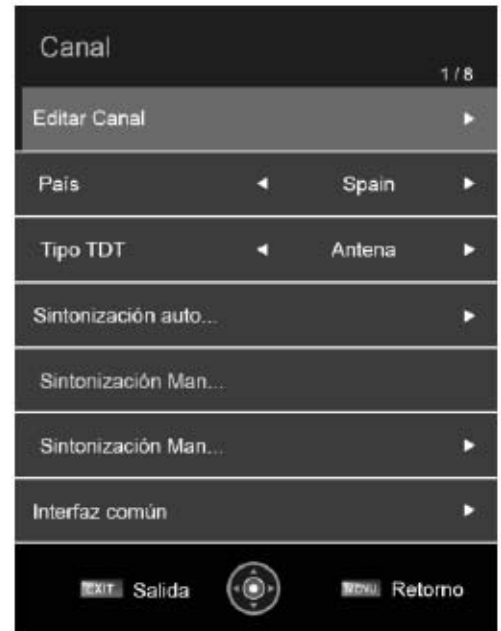 Canal
1 / 8
Editar Canal
País Spain
Tipo TDT Antena
Sintonización auto...
Sintonización Man...
Sintonización Man...
Interfaz común
EXIT Salida MENU Retorno